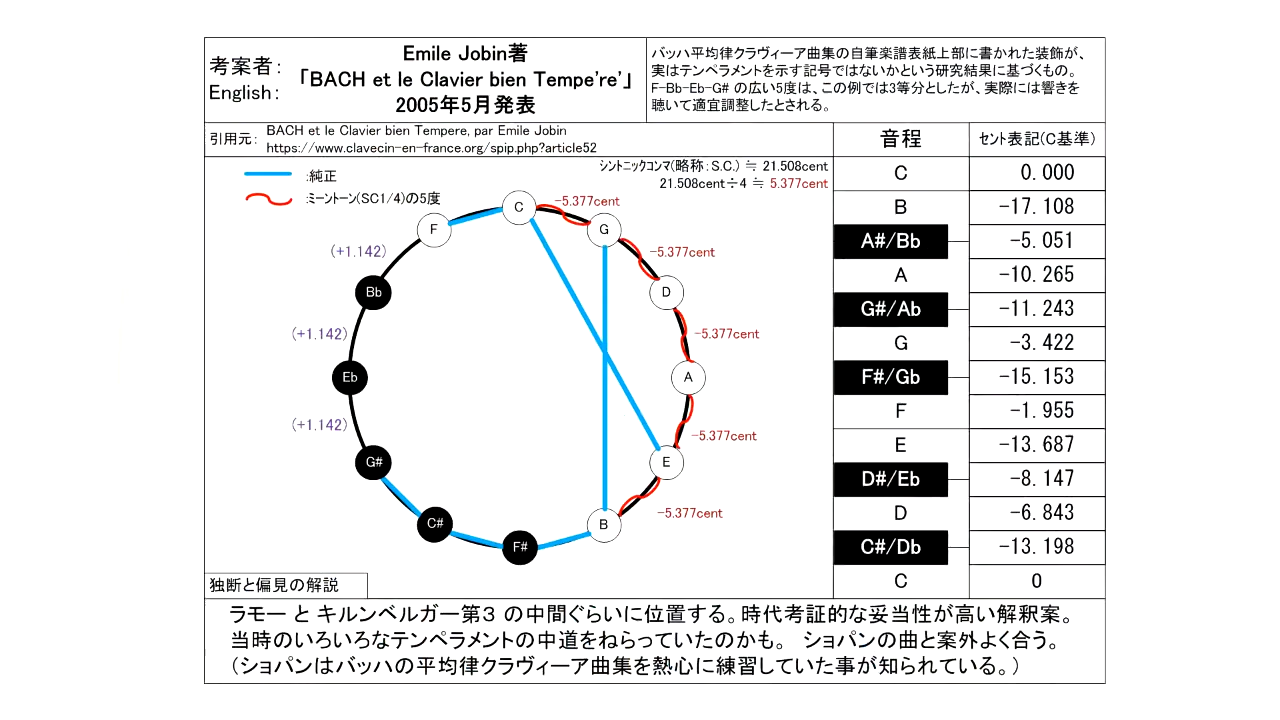 考案者:
English:
Emile Jobin著
「BACH et le Clavier bien Tempe're'」
2005年5月発表
バッハ平均律クラヴィーア曲集の自筆楽譜表紙上部に書かれた装飾が、
実はテンペラメントを示す記号ではないかという研究結果に基づくもの。
F-Bb-Eb-G# の広い5度は、この例では3等分としたが、実際には響きを
聴いて適宜調整したとされる。
引用元:
BACH et le Clavier bien Tempere, par Emile Jobin
https://www.clavecin-en-france.org/spip.php?article52
音程 セント表記(C基準)
C 0.000
B -17.108
A#/Bb -5.051
A -10.265
G#/Ab -11.243
G -3.422
F#/Gb -15.153
F -1.955
E -13.687
D#/Eb -8.147
D -6.843
C#/Db -13.198
C 0
シントニックコンマ(略称:S.C.) ≒ 21.508cent
21.508cent÷4 ≒ 5.377cent
:純正
:ミーントーン(SC1/4)の5度
C
-5.377cent
G
-5.377cent
D
-5.377cent
A
-5.377cent
E
-5.377cent
B
F#
C#
G#
(+1.142)
Eb
(+1.142)
Bb
(+1.142)
F
独断と偏見の解説
ラモー と キルンベルガー第3 の中間ぐらいに位置する。時代考証的な妥当性が高い解釈案。
当時のいろいろなテンペラメントの中道をねらっていたのかも。 ショパンの曲と案外よく合う。
(ショパンはバッハの平均律クラヴィーア曲集を熱心に練習していた事が知られている。)